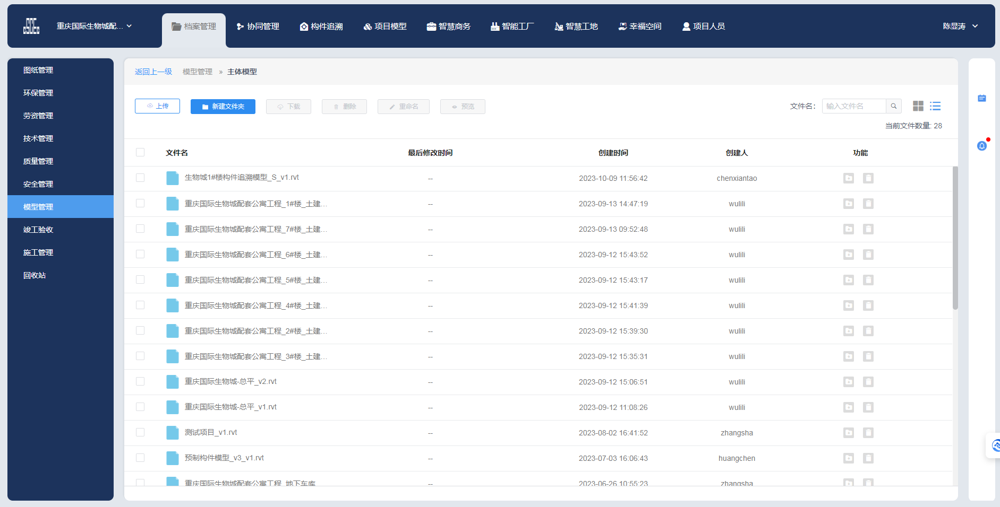 重庆国际生物城配... 档案管理 协同管理 构件追溯 项目模型 智慧商务 智能工厂 智慧工地 幸福空间 项目人员 陈显涛
图纸管理
环保管理
劳资管理
技术管理
质量管理
安全管理
模型管理
竣工验收
施工管理
回收站
返回上一级 模型管理 » 主体模型
上传 新建文件夹 下载 删除 重命名 预览 文件名: 输入文件名
当前文件数量: 28
文件名 最后修改时间 创建时间 创建人 功能
生物城1#楼构件追溯模型_S_v1.rvt -- 2023-10-09 11:56:42 chenxiantao
重庆国际生物城配套公寓工程_1#楼_土建... -- 2023-09-13 14:47:19 wulili
重庆国际生物城配套公寓工程_7#楼_土建... -- 2023-09-13 09:52:48 wulili
重庆国际生物城配套公寓工程_6#楼_土建... -- 2023-09-12 15:43:52 wulili
重庆国际生物城配套公寓工程_5#楼_土建... -- 2023-09-12 15:43:17 wulili
重庆国际生物城配套公寓工程_4#楼_土建... -- 2023-09-12 15:41:39 wulili
重庆国际生物城配套公寓工程_2#楼_土建... -- 2023-09-12 15:39:30 wulili
重庆国际生物城配套公寓工程_3#楼_土建... -- 2023-09-12 15:35:31 wulili
重庆国际生物城-总平_v2.rvt -- 2023-09-12 15:06:51 wulili
重庆国际生物城-总平_v1.rvt -- 2023-09-12 11:08:26 wulili
测试项目_v1.rvt -- 2023-08-02 16:41:52 zhangsha
预制构件模型_v3_v1.rvt -- 2023-07-03 16:06:43 huangchen
重庆国际生物城配套公寓工程_地下车库 -- 2023-06-26 10:55:23 zhangsha